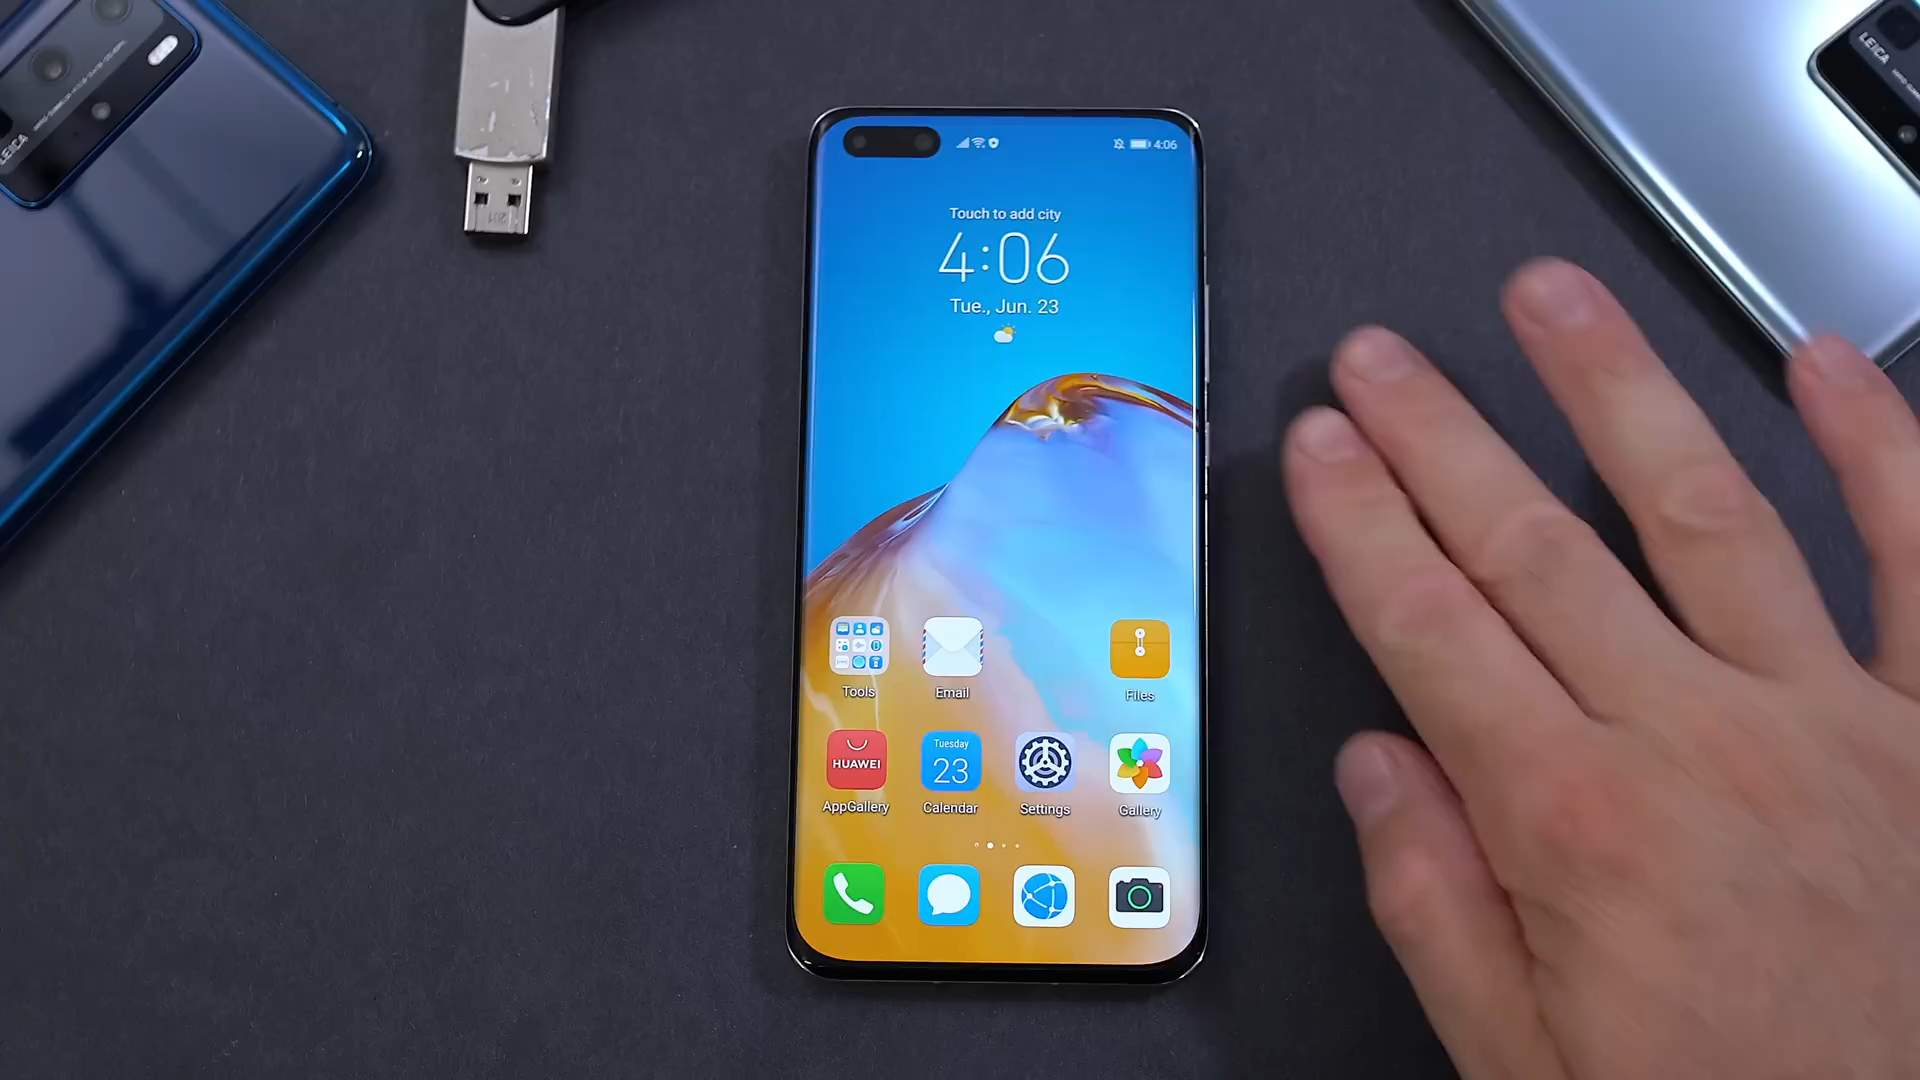 LEICA
LEICA
4:06
Touch to add city
4:06
Tue., Jun. 23
Tools
Email
Files
HUAWEI
Tuesday
23
AppGallery
Calendar
Settings
Gallery